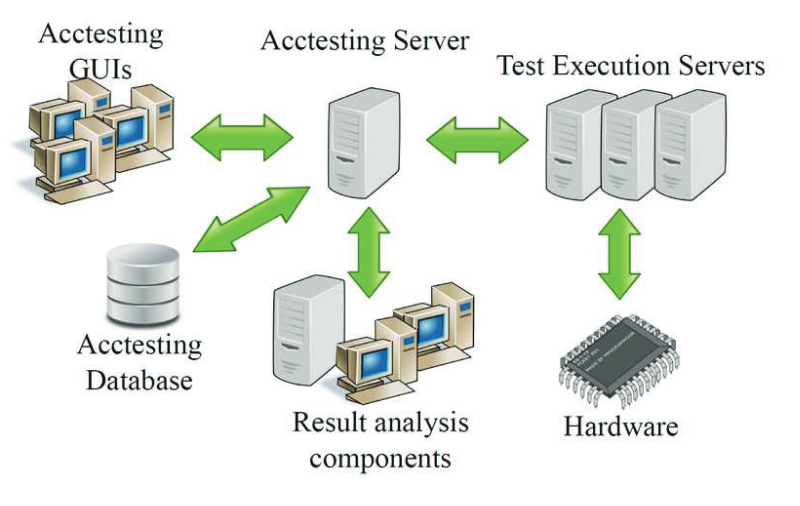 Acctesting
GUIs
Acctesting Server
Test Execution Servers
Acctesting
Database
Result analysis
components
Hardware